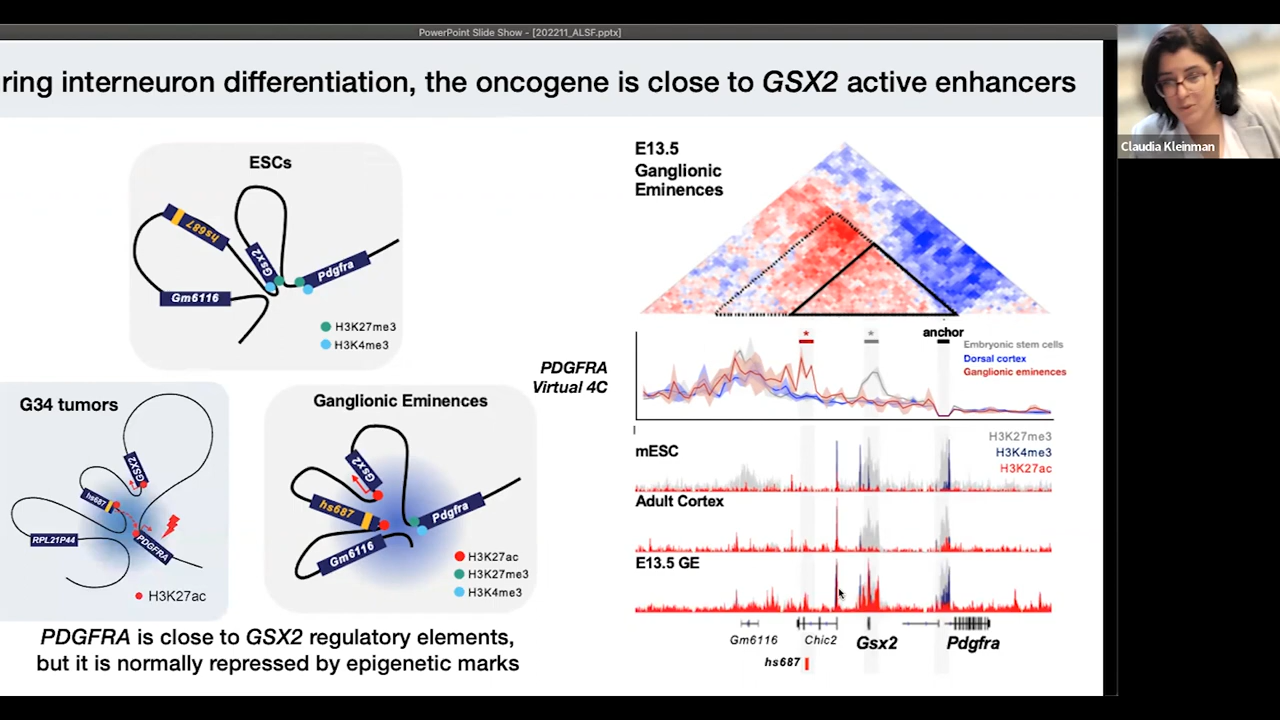 PowerPoint Slide Show - [202211_ALSF.pptx]
ring interneuron differentiation, the oncogene is close to GSX2 active enhancers
Claudia Kleinman
ESCs
hs687
Gsx2
Pdgfra
Gm6116
H3K27me3
H3K4me3
G34 tumors
GSX2
hs687
RPL21P44
PDGFRA
H3K27ac
Ganglionic Eminences
Gsx2
hs687
Pdgfra
Gm6116
H3K27ac
H3K27me3
H3K4me3
PDGFRA is close to GSX2 regulatory elements,
but it is normally repressed by epigenetic marks
E13.5
Ganglionic
Eminences
PDGFRA
Virtual 4C
* * anchor
Embryonic stem cells
Dorsal cortex
Ganglionic eminences
H3K27me3
H3K4me3
H3K27ac
mESC
Adult Cortex
E13.5 GE
Gm6116 Chic2 Gsx2 Pdgfra
hs687